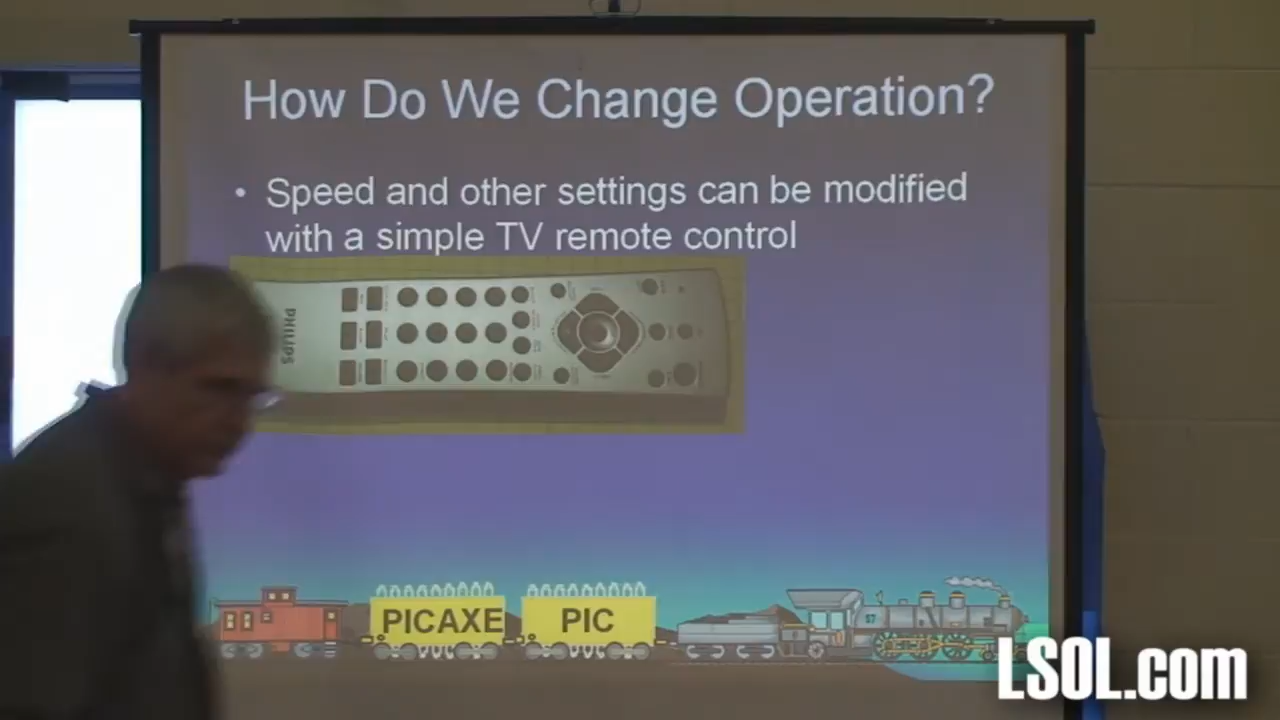 How Do We Change Operation?
• Speed and other settings can be modified
with a simple TV remote control
PHILIPS
PICAXE
PIC
57
LSOL.com